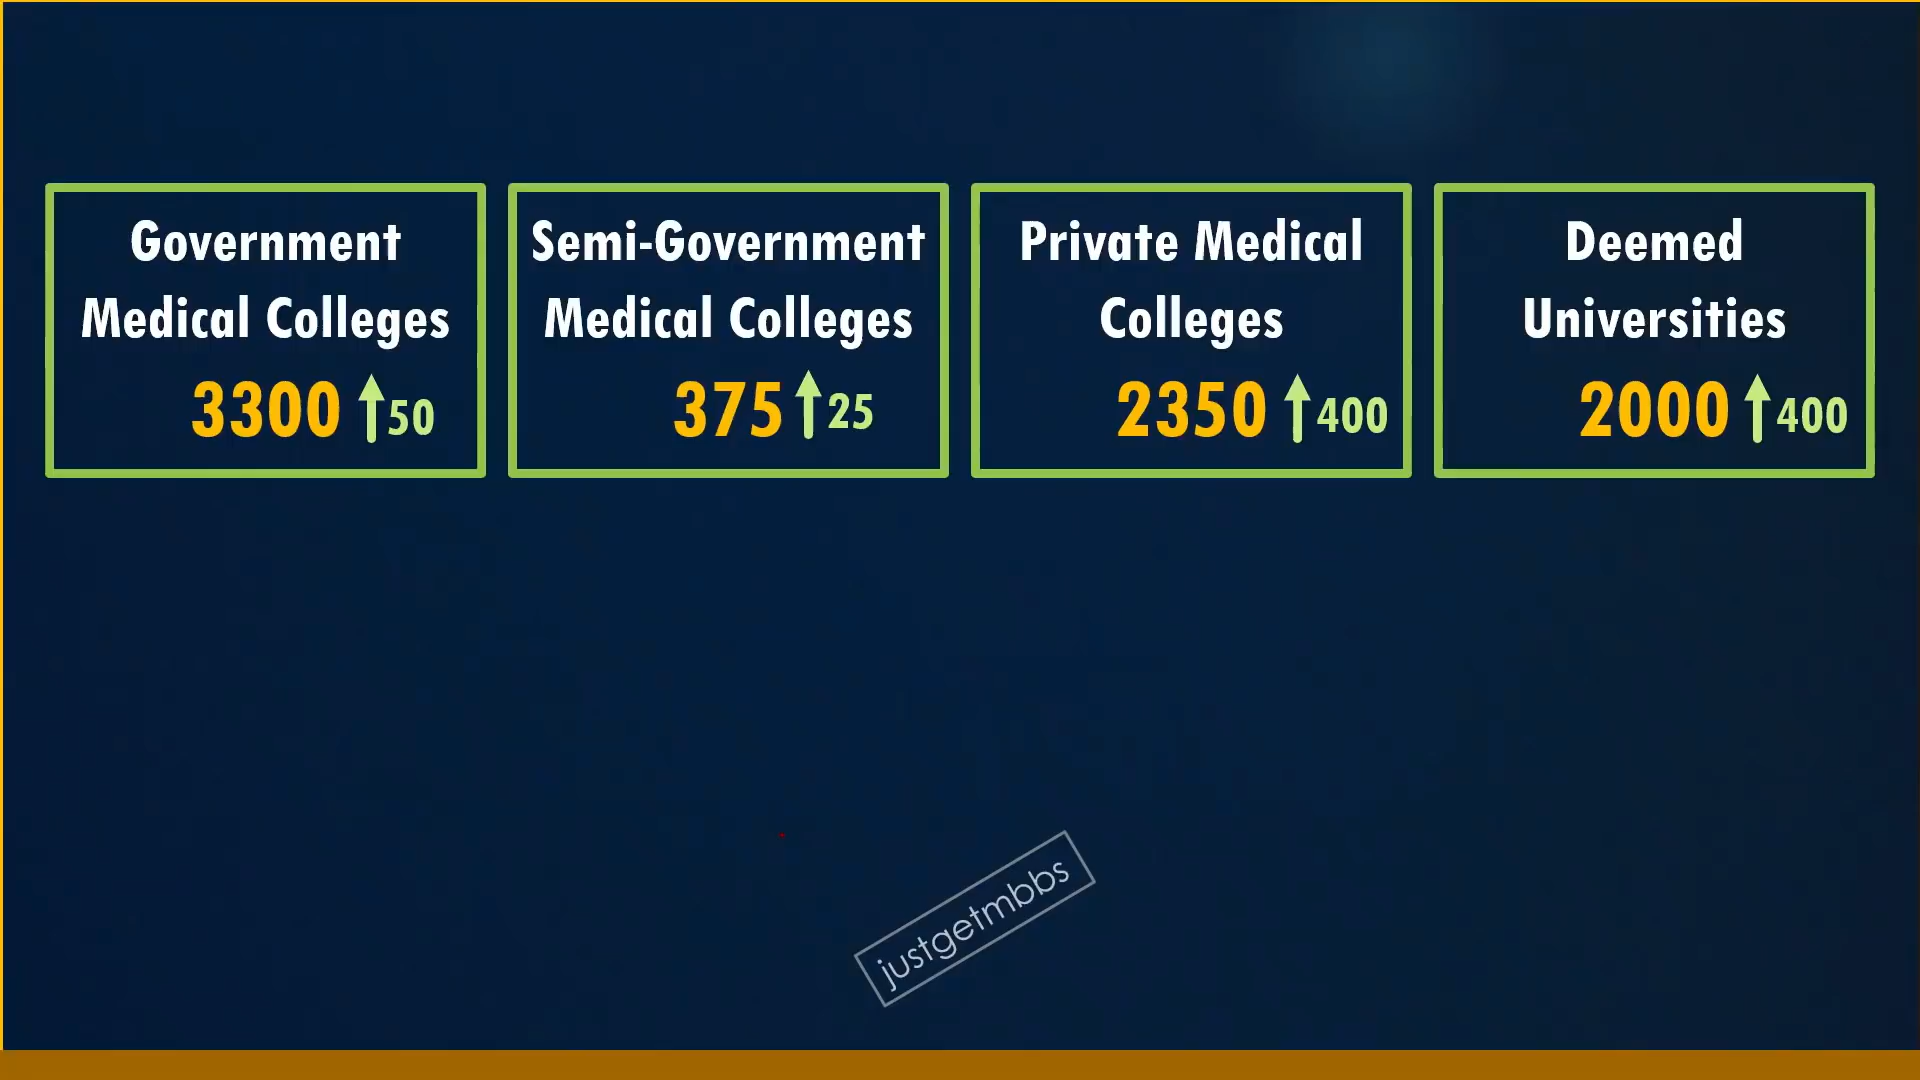 Government
Medical Colleges
3300 ↑50
Semi-Government
Medical Colleges
375 ↑25
Private Medical
Colleges
2350 ↑400
Deemed
Universities
2000 ↑400
justgetmbbs